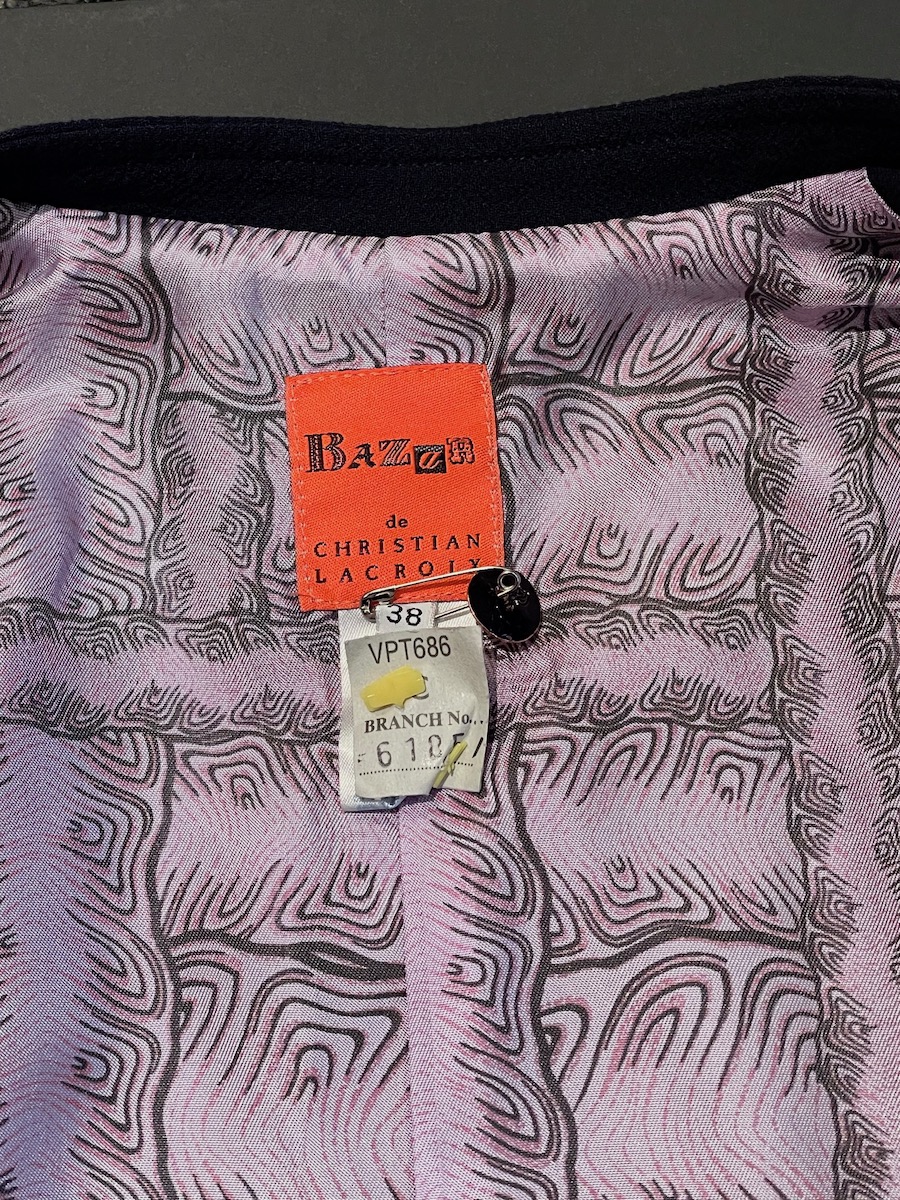 BAZaR
de
CHRISTIAN
LACROIX
38
VPT686
BRANCH No...